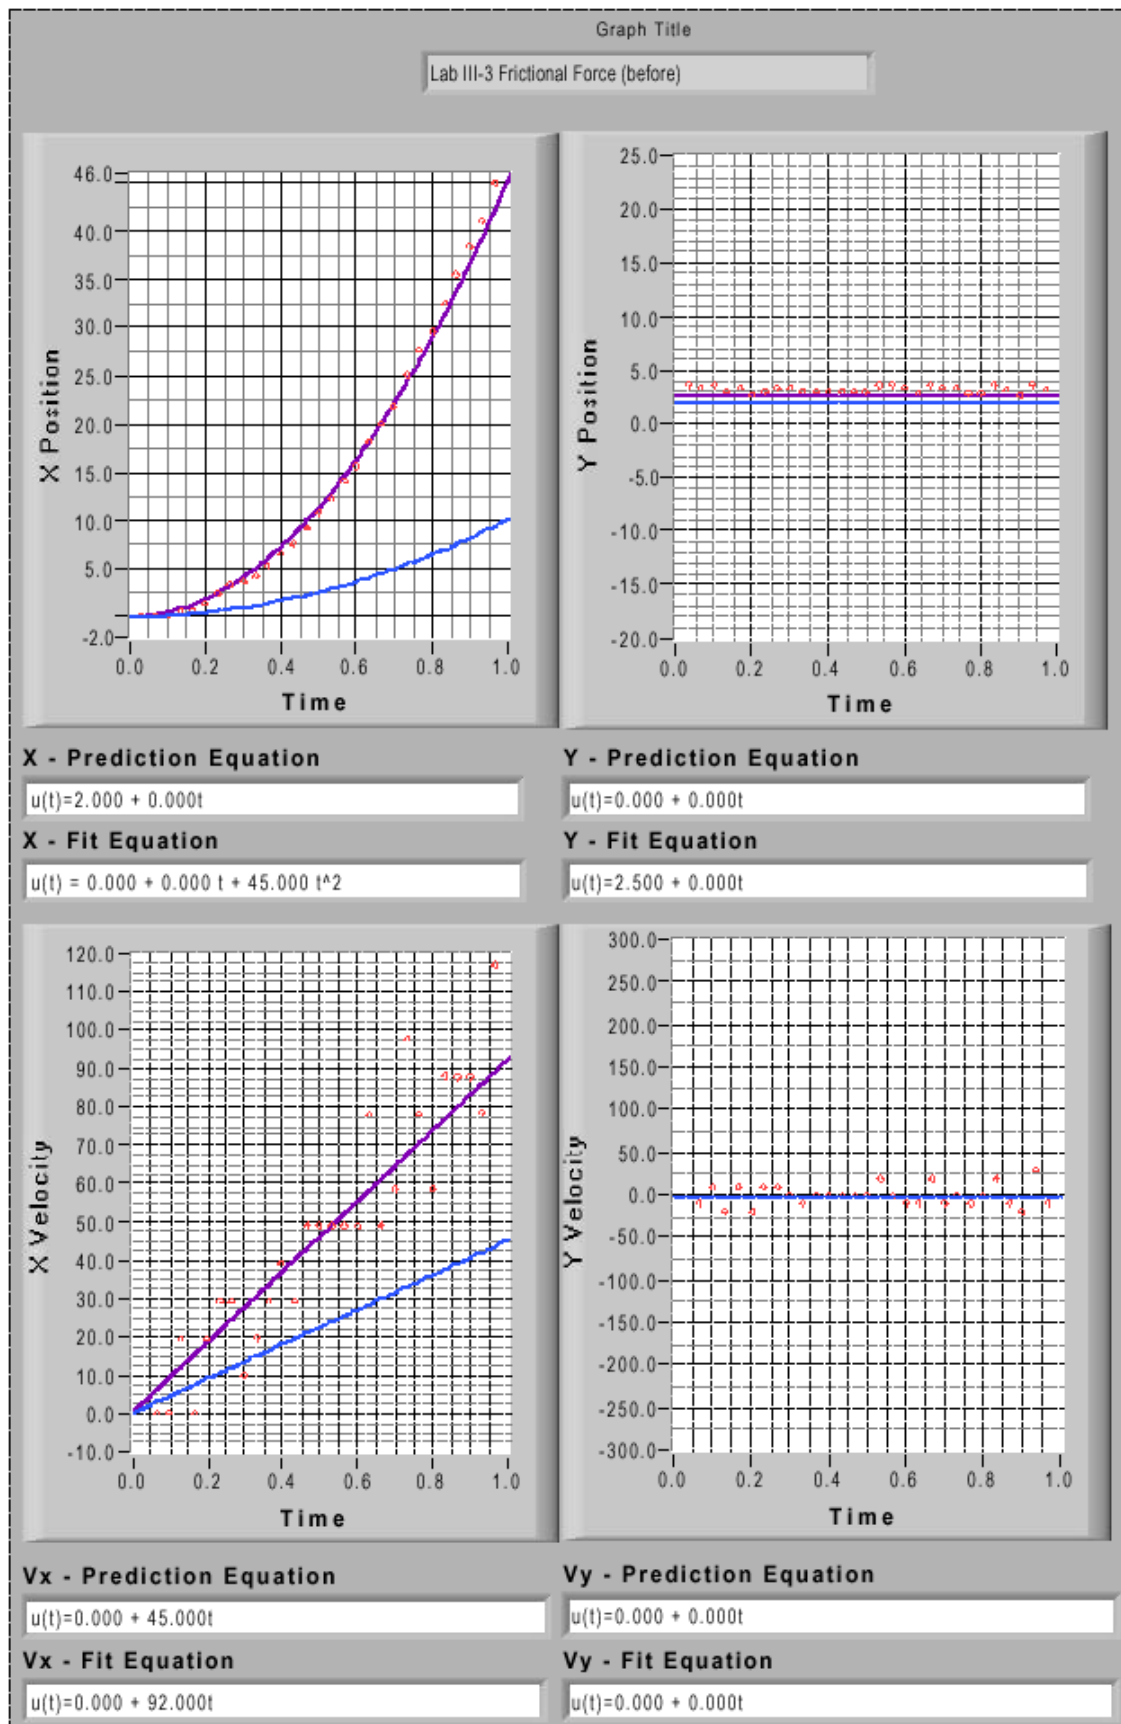 Graph Title
Lab III-3 Frictional Force (before)
46.0
40.0
35.0
30.0
25.0
20.0
15.0
10.0
5.0
-2.0
X Position
0.0 0.2 0.4 0.6 0.8 1.0
Time
25.0
20.0
15.0
10.0
5.0
0.0
-5.0
-10.0
-15.0
-20.0
Y Position
0.0 0.2 0.4 0.6 0.8 1.0
Time
X - Prediction Equation
u(t)=2.000 + 0.000t
Y - Prediction Equation
u(t)=0.000 + 0.000t
X - Fit Equation
u(t) = 0.000 + 0.000 t + 45.000 t^2
Y - Fit Equation
u(t)=2.500 + 0.000t
120.0
110.0
100.0
90.0
80.0
70.0
60.0
50.0
40.0
30.0
20.0
10.0
0.0
-10.0
X Velocity
0.0 0.2 0.4 0.6 0.8 1.0
Time
300.0
250.0
200.0
150.0
100.0
50.0
0.0
-50.0
-100.0
-150.0
-200.0
-250.0
-300.0
Y Velocity
0.0 0.2 0.4 0.6 0.8 1.0
Time
Vx - Prediction Equation
u(t)=0.000 + 45.000t
Vy - Prediction Equation
u(t)=0.000 + 0.000t
Vx - Fit Equation
u(t)=0.000 + 92.000t
Vy - Fit Equation
u(t)=0.000 + 0.000t